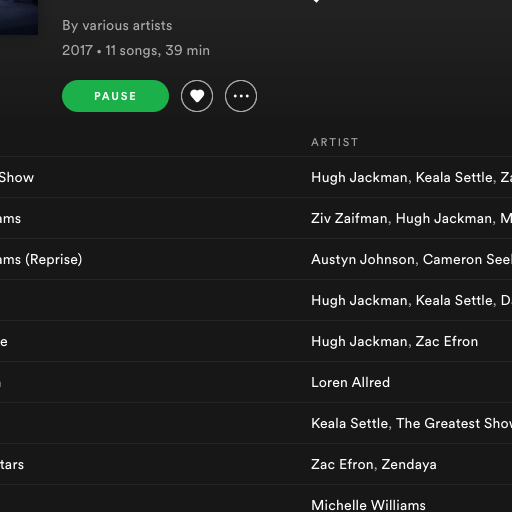 By various artists
2017 • 11 songs, 39 min
PAUSE
ARTIST
Show Hugh Jackman, Keala Settle, Za
ams Ziv Zaifman, Hugh Jackman, M
ams (Reprise) Austyn Johnson, Cameron Seel
Hugh Jackman, Keala Settle, D
e Hugh Jackman, Zac Efron
Loren Allred
Keala Settle, The Greatest Show
tars Zac Efron, Zendaya
Michelle Williams